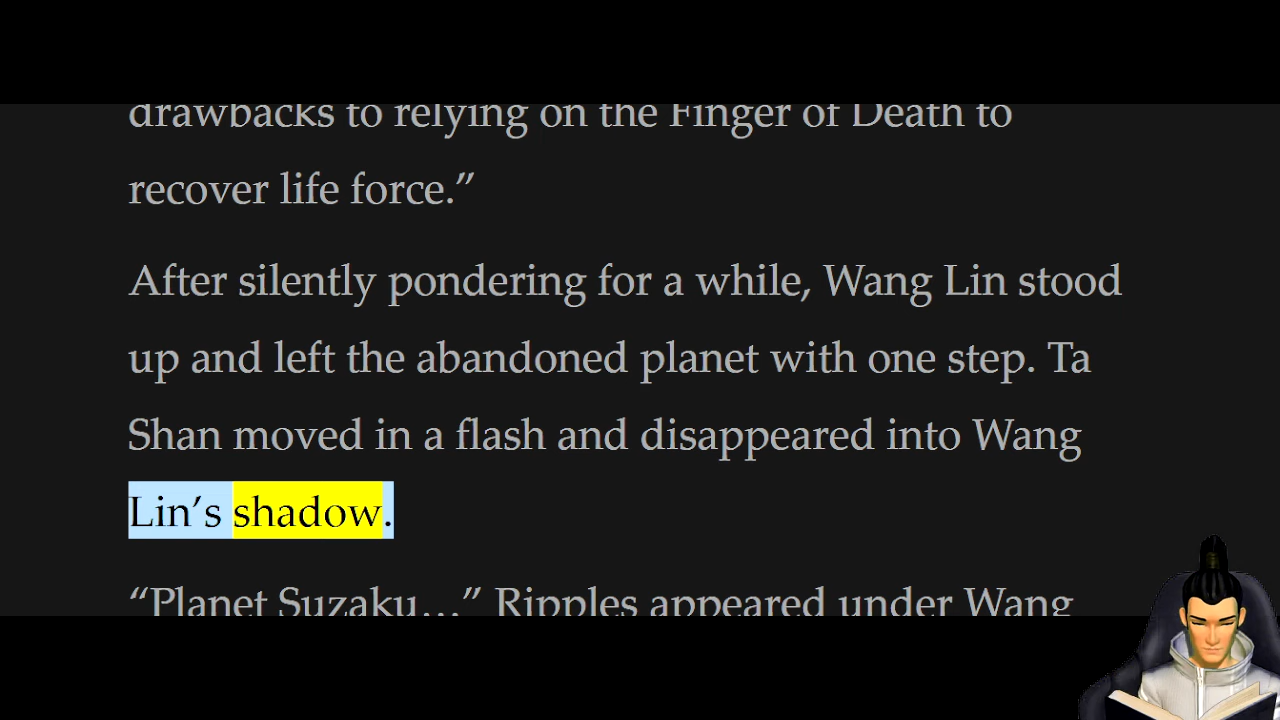 drawbacks to relying on the Finger of Death to
recover life force.”
After silently pondering for a while, Wang Lin stood
up and left the abandoned planet with one step. Ta
Shan moved in a flash and disappeared into Wang
Lin’s shadow.
“Planet Suzaku…” Ripples appeared under Wang